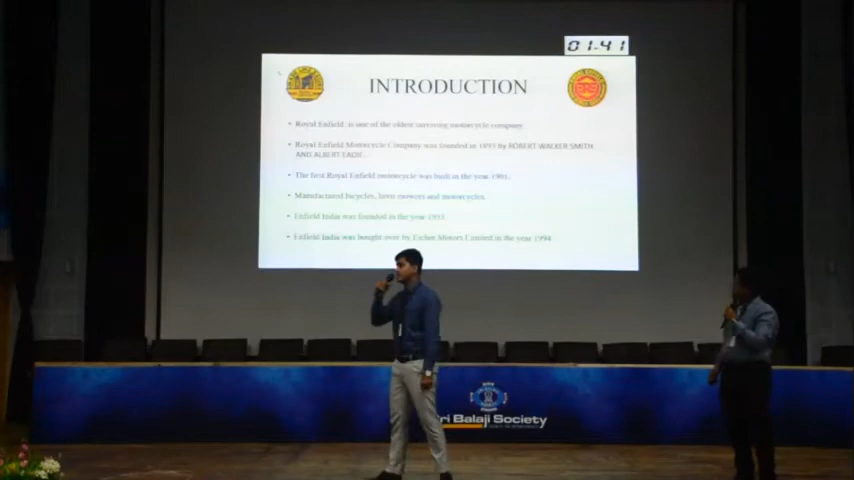 01-41
INTRODUCTION
• Royal Enfield is one of the oldest surviving motorcycle company
• Royal Enfield Motorcycle Company was founded in 1893 by ROBERT WALKER SMITH
AND ALBERT EADIE.
• The first Royal Enfield motorcycle was built in the year 1901.
• Manufactured bicycles, lawn mowers and motorcycles.
• Enfield India was founded in the year 1955.
• Enfield India was bought over by Eicher Motors Limited in the year 1994
Sri Balaji Society